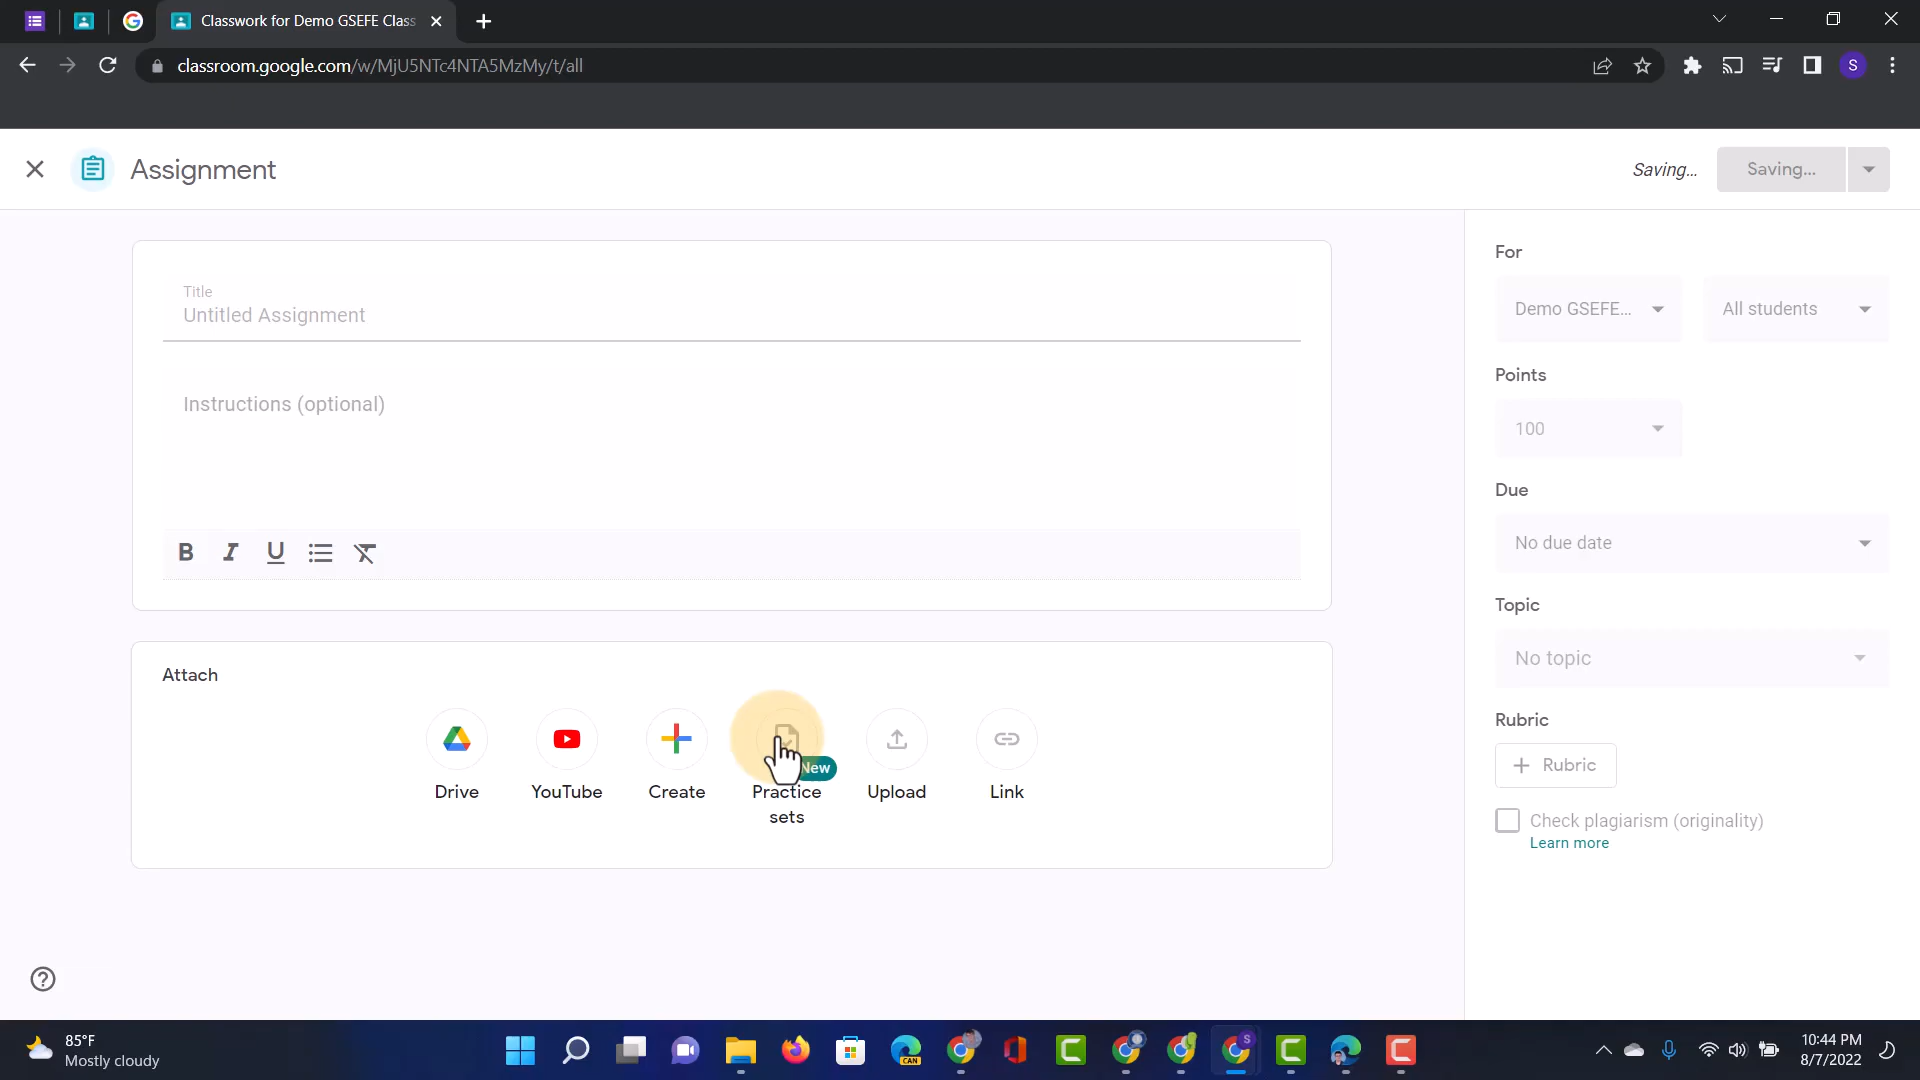 Classwork for Demo GSEFE Class
S
classroom.google.com/w/MjU5NTc4NTA5MzMy/t/all
Assignment
Saving...
Saving...
Title
Untitled Assignment
Instructions (optional)
B I U
Attach
New
Drive
YouTube
Create
Practice
sets
Upload
Link
For
Demo GSEFE...
All students
Points
100
Due
No due date
Topic
No topic
Rubric
+ Rubric
Check plagiarism (originality)
Learn more
85°F
Mostly cloudy
CAN
S
10:44 PM
8/7/2022